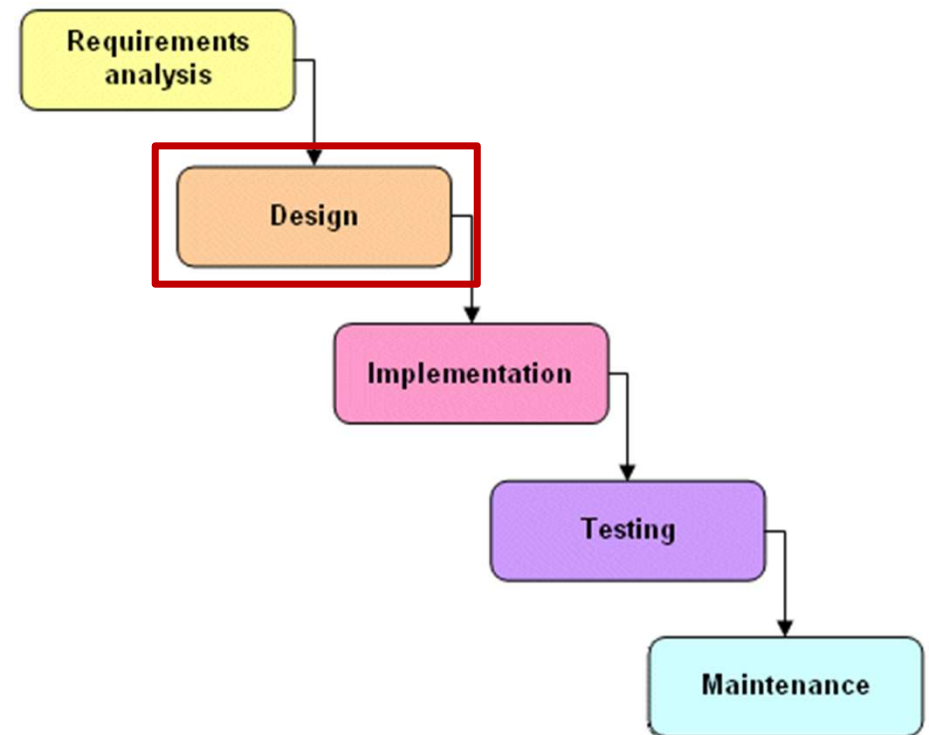 Requirements
analysis
Design
Implementation
Testing
Maintenance